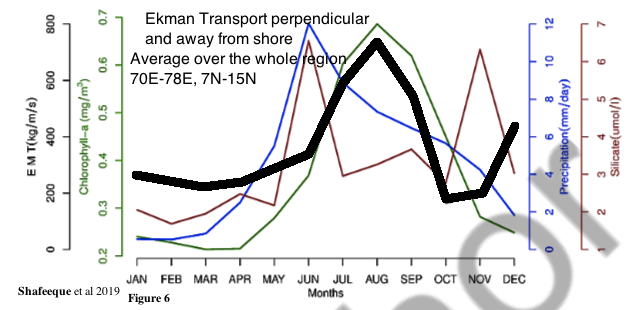 Ekman Transport perpendicular
and away from shore
Average over the whole region
70E-78E, 7N-15N
E M T(kg/m/s)
800
600
400
200
0
Chlorophyll-a (mg/m³)
0.7
0.6
0.5
0.4
0.3
0.2
12
10
8
6
4
2
0
Precipitation(mm/day)
7
6
5
4
3
2
1
Silicate(umol/l)
JAN FEB MAR APR MAY JUN JUL AUG SEP OCT NOV DEC
Months
Shafeeque et al 2019
Figure 6